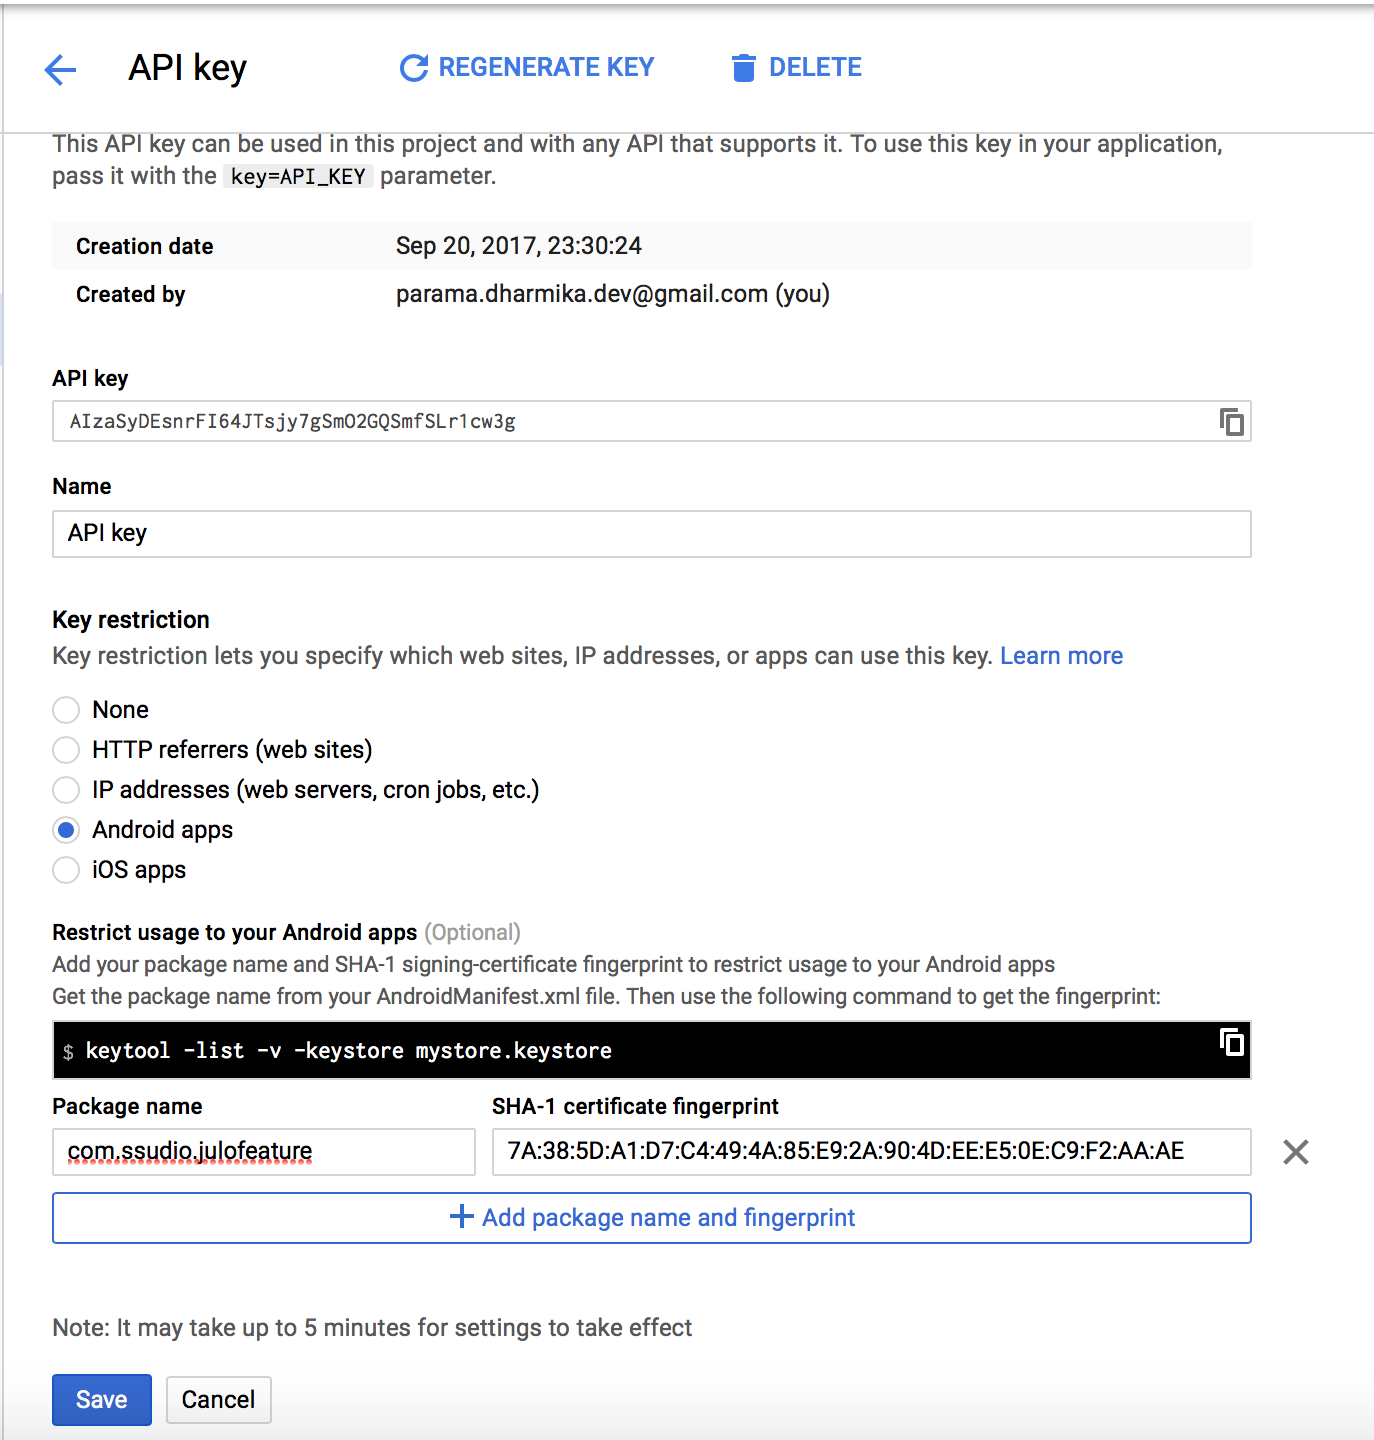 API key
REGENERATE KEY
DELETE
This API key can be used in this project and with any API that supports it. To use this key in your application,
pass it with the key=API_KEY parameter.
Creation date Sep 20, 2017, 23:30:24
Created by parama.dharmika.dev@gmail.com (you)
API key
AIzaSyDEsnrFI64JTsjy7gSmO2GQSmfSLr1cw3g
Name
API key
Key restriction
Key restriction lets you specify which web sites, IP addresses, or apps can use this key. Learn more
None
HTTP referrers (web sites)
IP addresses (web servers, cron jobs, etc.)
Android apps
iOS apps
Restrict usage to your Android apps (Optional)
Add your package name and SHA-1 signing-certificate fingerprint to restrict usage to your Android apps
Get the package name from your AndroidManifest.xml file. Then use the following command to get the fingerprint:
$ keytool -list -v -keystore mystore.keystore
Package name SHA-1 certificate fingerprint
com.ssudio.julofeature 7A:38:5D:A1:D7:C4:49:4A:85:E9:2A:90:4D:EE:E5:0E:C9:F2:AA:AE
Add package name and fingerprint
Note: It may take up to 5 minutes for settings to take effect
Save Cancel